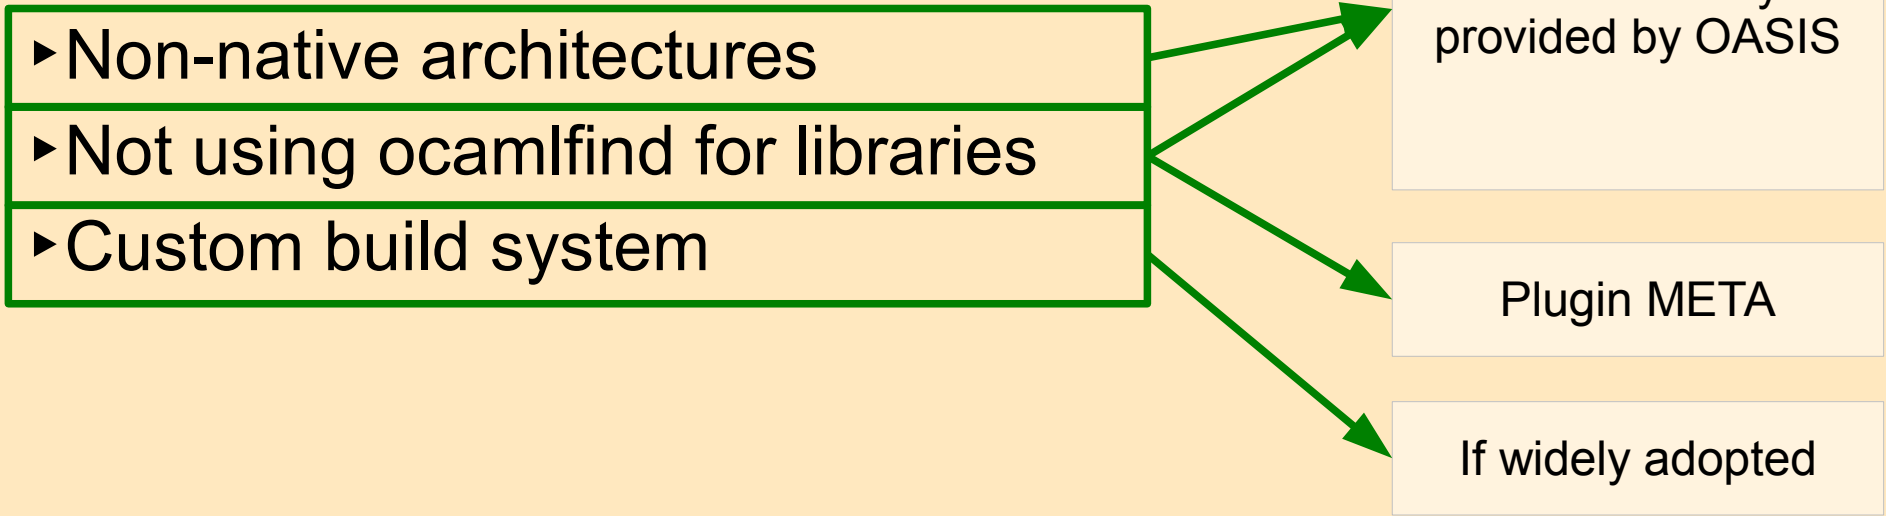 ▸Non-native architectures
▸Not using ocamlfind for libraries
▸Custom build system
provided by OASIS
Plugin META
If widely adopted